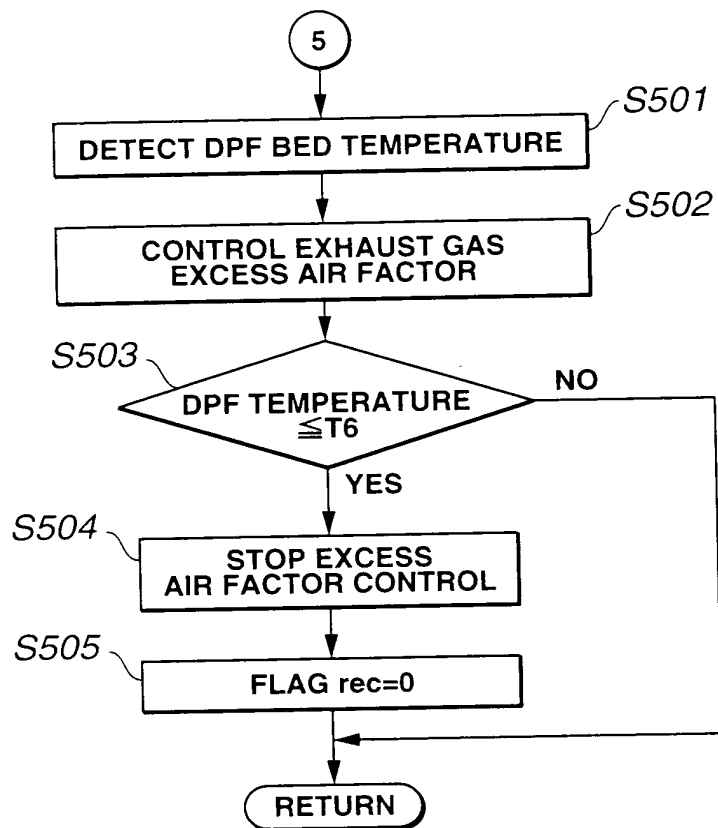 5
S501
DETECT DPF BED TEMPERATURE
S502
CONTROL EXHAUST GAS
EXCESS AIR FACTOR
S503
DPF TEMPERATURE
≦T6
NO
YES
S504
STOP EXCESS
AIR FACTOR CONTROL
S505
FLAG rec=0
RETURN